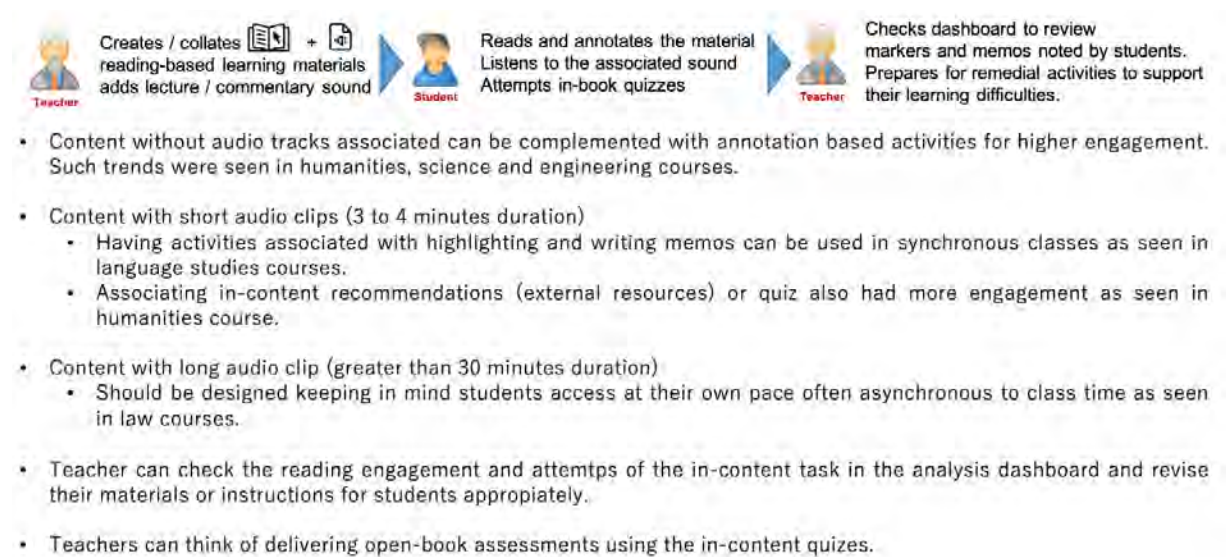 Creates / collates +
reading-based learning materials
adds lecture / commentary sound
Teacher
Reads and annotates the material
Listens to the associated sound
Attempts in-book quizzes
Student
Checks dashboard to review
markers and memos noted by students.
Prepares for remedial activities to support
their learning difficulties.
Teacher
• Content without audio tracks associated can be complemented with annotation based activities for higher engagement.
Such trends were seen in humanities, science and engineering courses.
• Content with short audio clips (3 to 4 minutes duration)
• Having activities associated with highlighting and writing memos can be used in synchronous classes as seen in
language studies courses.
• Associating in-content recommendations (external resources) or quiz also had more engagement as seen in
humanities course.
• Content with long audio clip (greater than 30 minutes duration)
• Should be designed keeping in mind students access at their own pace often asynchronous to class time as seen
in law courses.
• Teacher can check the reading engagement and attemtps of the in-content task in the analysis dashboard and revise
their materials or instructions for students appropiately.
• Teachers can think of delivering open-book assessments using the in-content quizes.